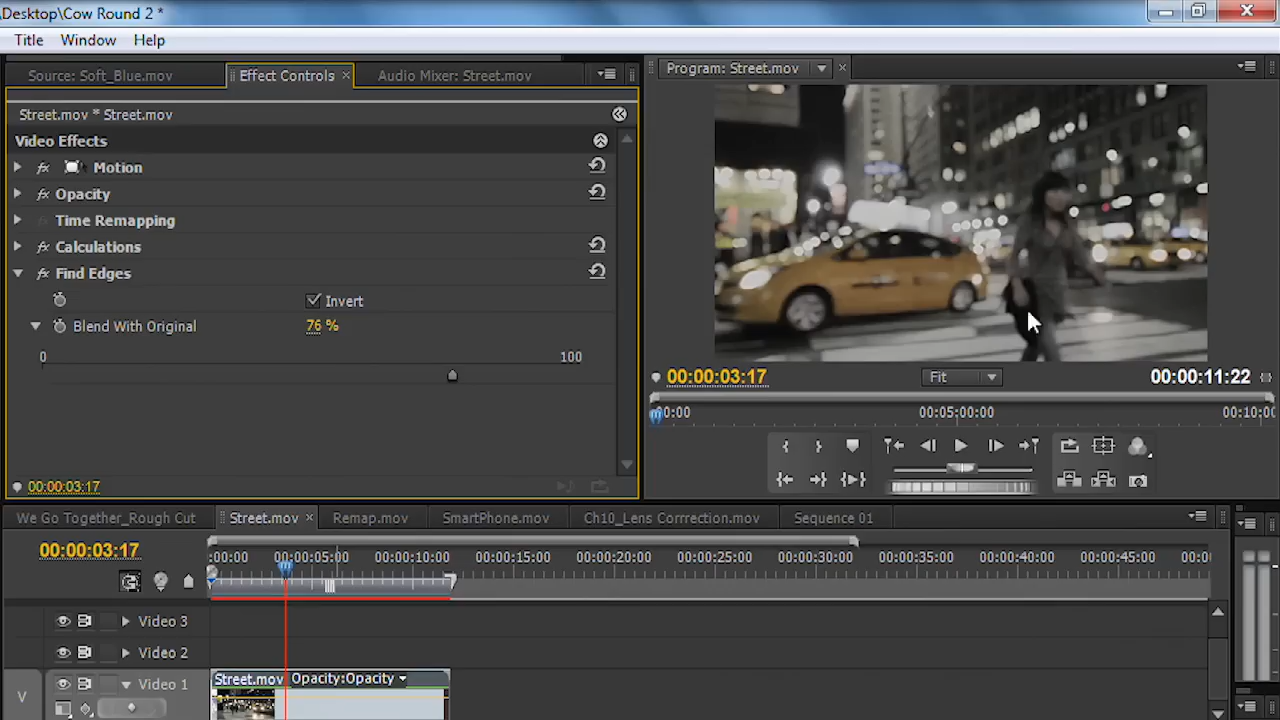 Desktop\Cow Round 2 *
Title Window Help
Source: Soft_Blue.mov Effect Controls × Audio Mixer: Street.mov
Program: Street.mov
Street.mov * Street.mov
Video Effects
fx Motion
fx Opacity
Time Remapping
fx Calculations
fx Find Edges
Invert
Blend With Original 76 %
0 100
00:00:03:17
00:00:03:17 Fit 00:00:11:22
00:00 00:05:00:00 00:10:00
We Go Together_Rough Cut Street.mov × Remap.mov SmartPhone.mov Ch10_Lens Corrrection.mov Sequence 01
00:00:03:17
:00:00 00:00:05:00 00:00:10:00 00:00:15:00 00:00:20:00 00:00:25:00 00:00:30:00 00:00:35:00 00:00:40:00 00:00:45:00 00:0
Video 3
Video 2
V Video 1
Street.mov Opacity:Opacity